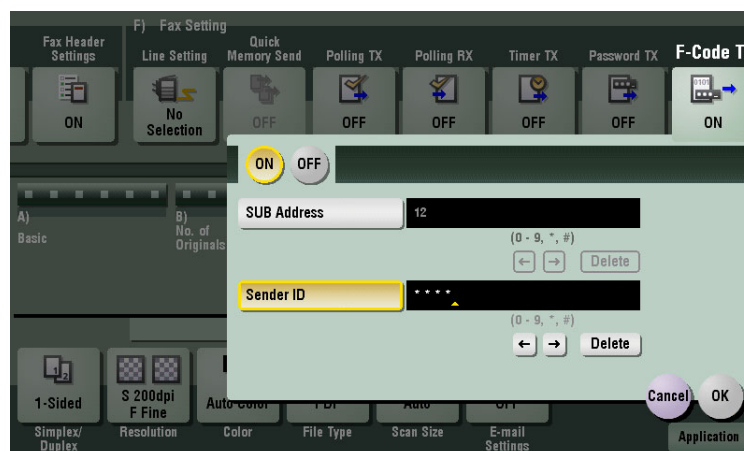 F) Fax Setting
Fax Header
Settings
Line Setting
Quick
Memory Send
Polling TX
Polling RX
Timer TX
Password TX
F-Code T
0101
ON
No
Selection
OFF
OFF
OFF
OFF
OFF
ON
ON
OFF
SUB Address
12
(0 - 9, *, #)
← → Delete
A)
Basic
B)
No. of
Originals
Sender ID
* * * *
(0 - 9, *, #)
← → Delete
1
2
1-Sided
S 200dpi
F Fine
Cancel
OK
Simplex/
Duplex
Resolution
Color
File Type
Scan Size
E-mail
Settings
Application